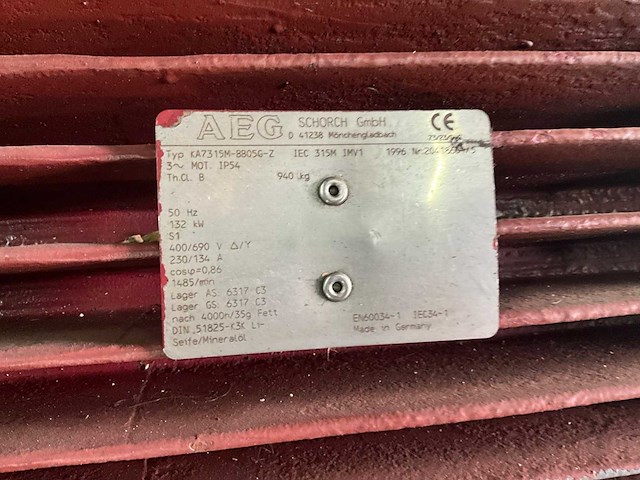 AEG SCHORCH GmbH CE
D 41238 Mönchengladbach
Typ KA7315M-BB05G-Z IEC 315M IMV1 1996 Nr.
3~ MOT. IP54
Th.CL. B 940 kg
50 Hz
132 kW
S1
400/690 V Δ/Y
230/134 A
cosφ=0,86
1485/min
Lager AS 6317 C3
Lager GS 6317 C3
nach 4000h/35g Fett
DIN 51825-K3K Li-
Seife/Mineralöl
EN60034-1 IEC34-1
Made in Germany